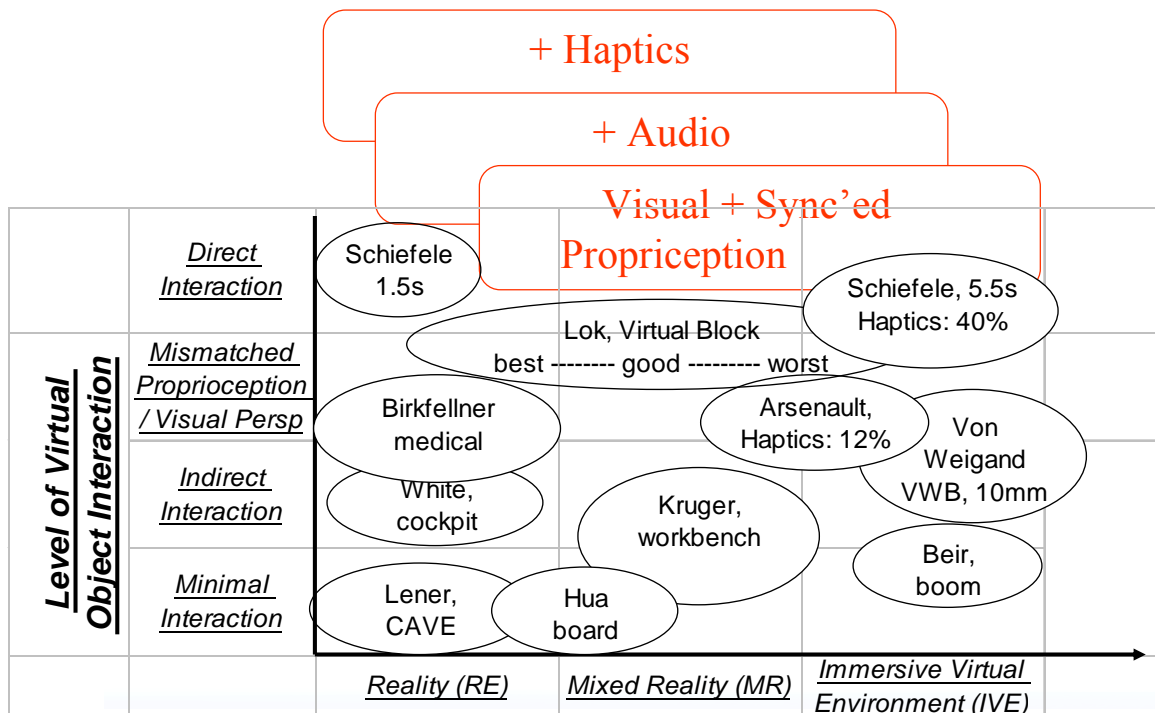 + Haptics
+ Audio
Visual + Sync'ed
Propriception
Level of Virtual
Object Interaction
Direct
Interaction
Mismatched
Proprioception
/ Visual Persp
Indirect
Interaction
Minimal
Interaction
Schiefele
1.5s
Schiefele, 5.5s
Haptics: 40%
Lok, Virtual Block
best -------- good --------- worst
Birkfellner
medical
Arsenault,
Haptics: 12%
Von
Weigand
VWB, 10mm
White,
cockpit
Kruger,
workbench
Beir,
boom
Lener,
CAVE
Hua
board
Reality (RE)
Mixed Reality (MR)
Immersive Virtual
Environment (IVE)